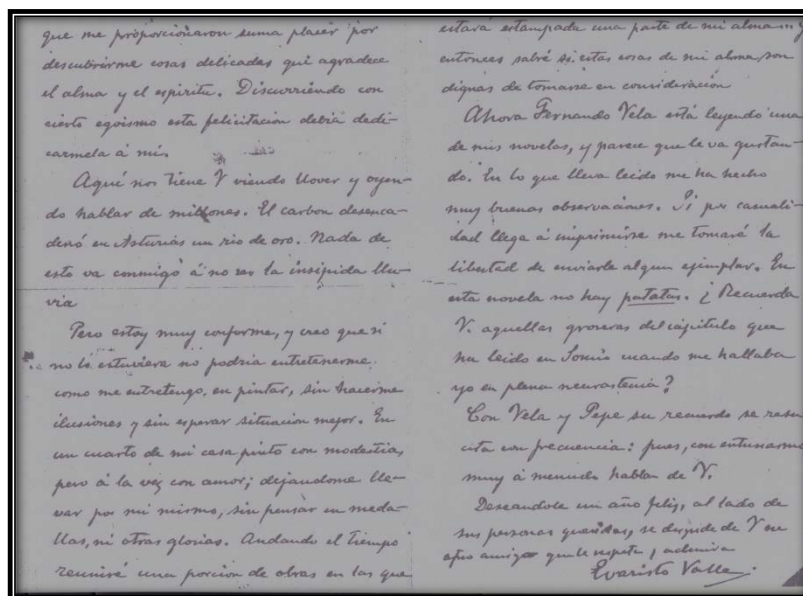 que me proporcionaron suma placer por
descubrirme cosas delicadas que agradece
el alma y el espiritu. Discurriendo con
cierto egoismo esta felicitacion debia dedi-
carmela á mi.
Aqui nos tiene V viendo llover y oyen-
do hablar de millones. El carbon desenca-
denó en Asturias un rio de oro. Nada de
esto va conmigo á no ser la insipida llu-
via
Pero estoy muy conforme, y creo que si
no lo estuviera no podria entretenerme
como me entretengo, en pintar, sin hacerme
ilusiones y sin esperar situacion mejor. En
un cuarto de mi casa pinto con modestia,
pero á la vez con amor; dejandome lle-
var por mi mismo, sin pensar en meda-
llas, ni otras glorias. Andando el tiempo
reuniré una porcion de obras en las que
estará estampada una parte de mi alma y
entonces sabré si estas cosas de mi alma son
dignas de tomarse en consideración
Ahora Fernando Vela está leyendo una
de mis novelas, y parece que le va gustan-
do. En lo que lleva leido me ha hecho
muy buenas observaciones. Si por casuali-
dad llega á imprimirse me tomaré la
libertad de enviarle algun ejemplar. En
esta novela no hay patatas. ¿Recuerda
V. aquellas groseras del capitulo que
ha leido en Somió cuando me hallaba
yo en plena neurastenia?
Con Vela y Pepe su recuerdo se resu
cita con frecuencia: pues, con entusiasmo
muy á menudo hablan de V.
Deseandole un año feliz, al lado de
sus personas queridas, se despide de V su
afmo amigo que le respeta y admira
Evaristo Valle